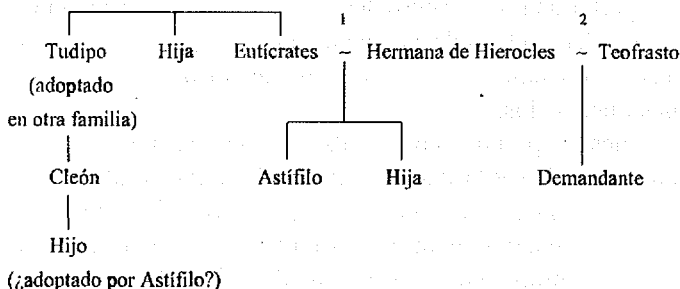 1 2
Tudipo Hija Eutícrates ~ Hermana de Hierocles ~ Teofrasto
(adoptado
en otra familia)
Cleón Astífilo Hija Demandante
Hijo
(¿adoptado por Astífilo?)